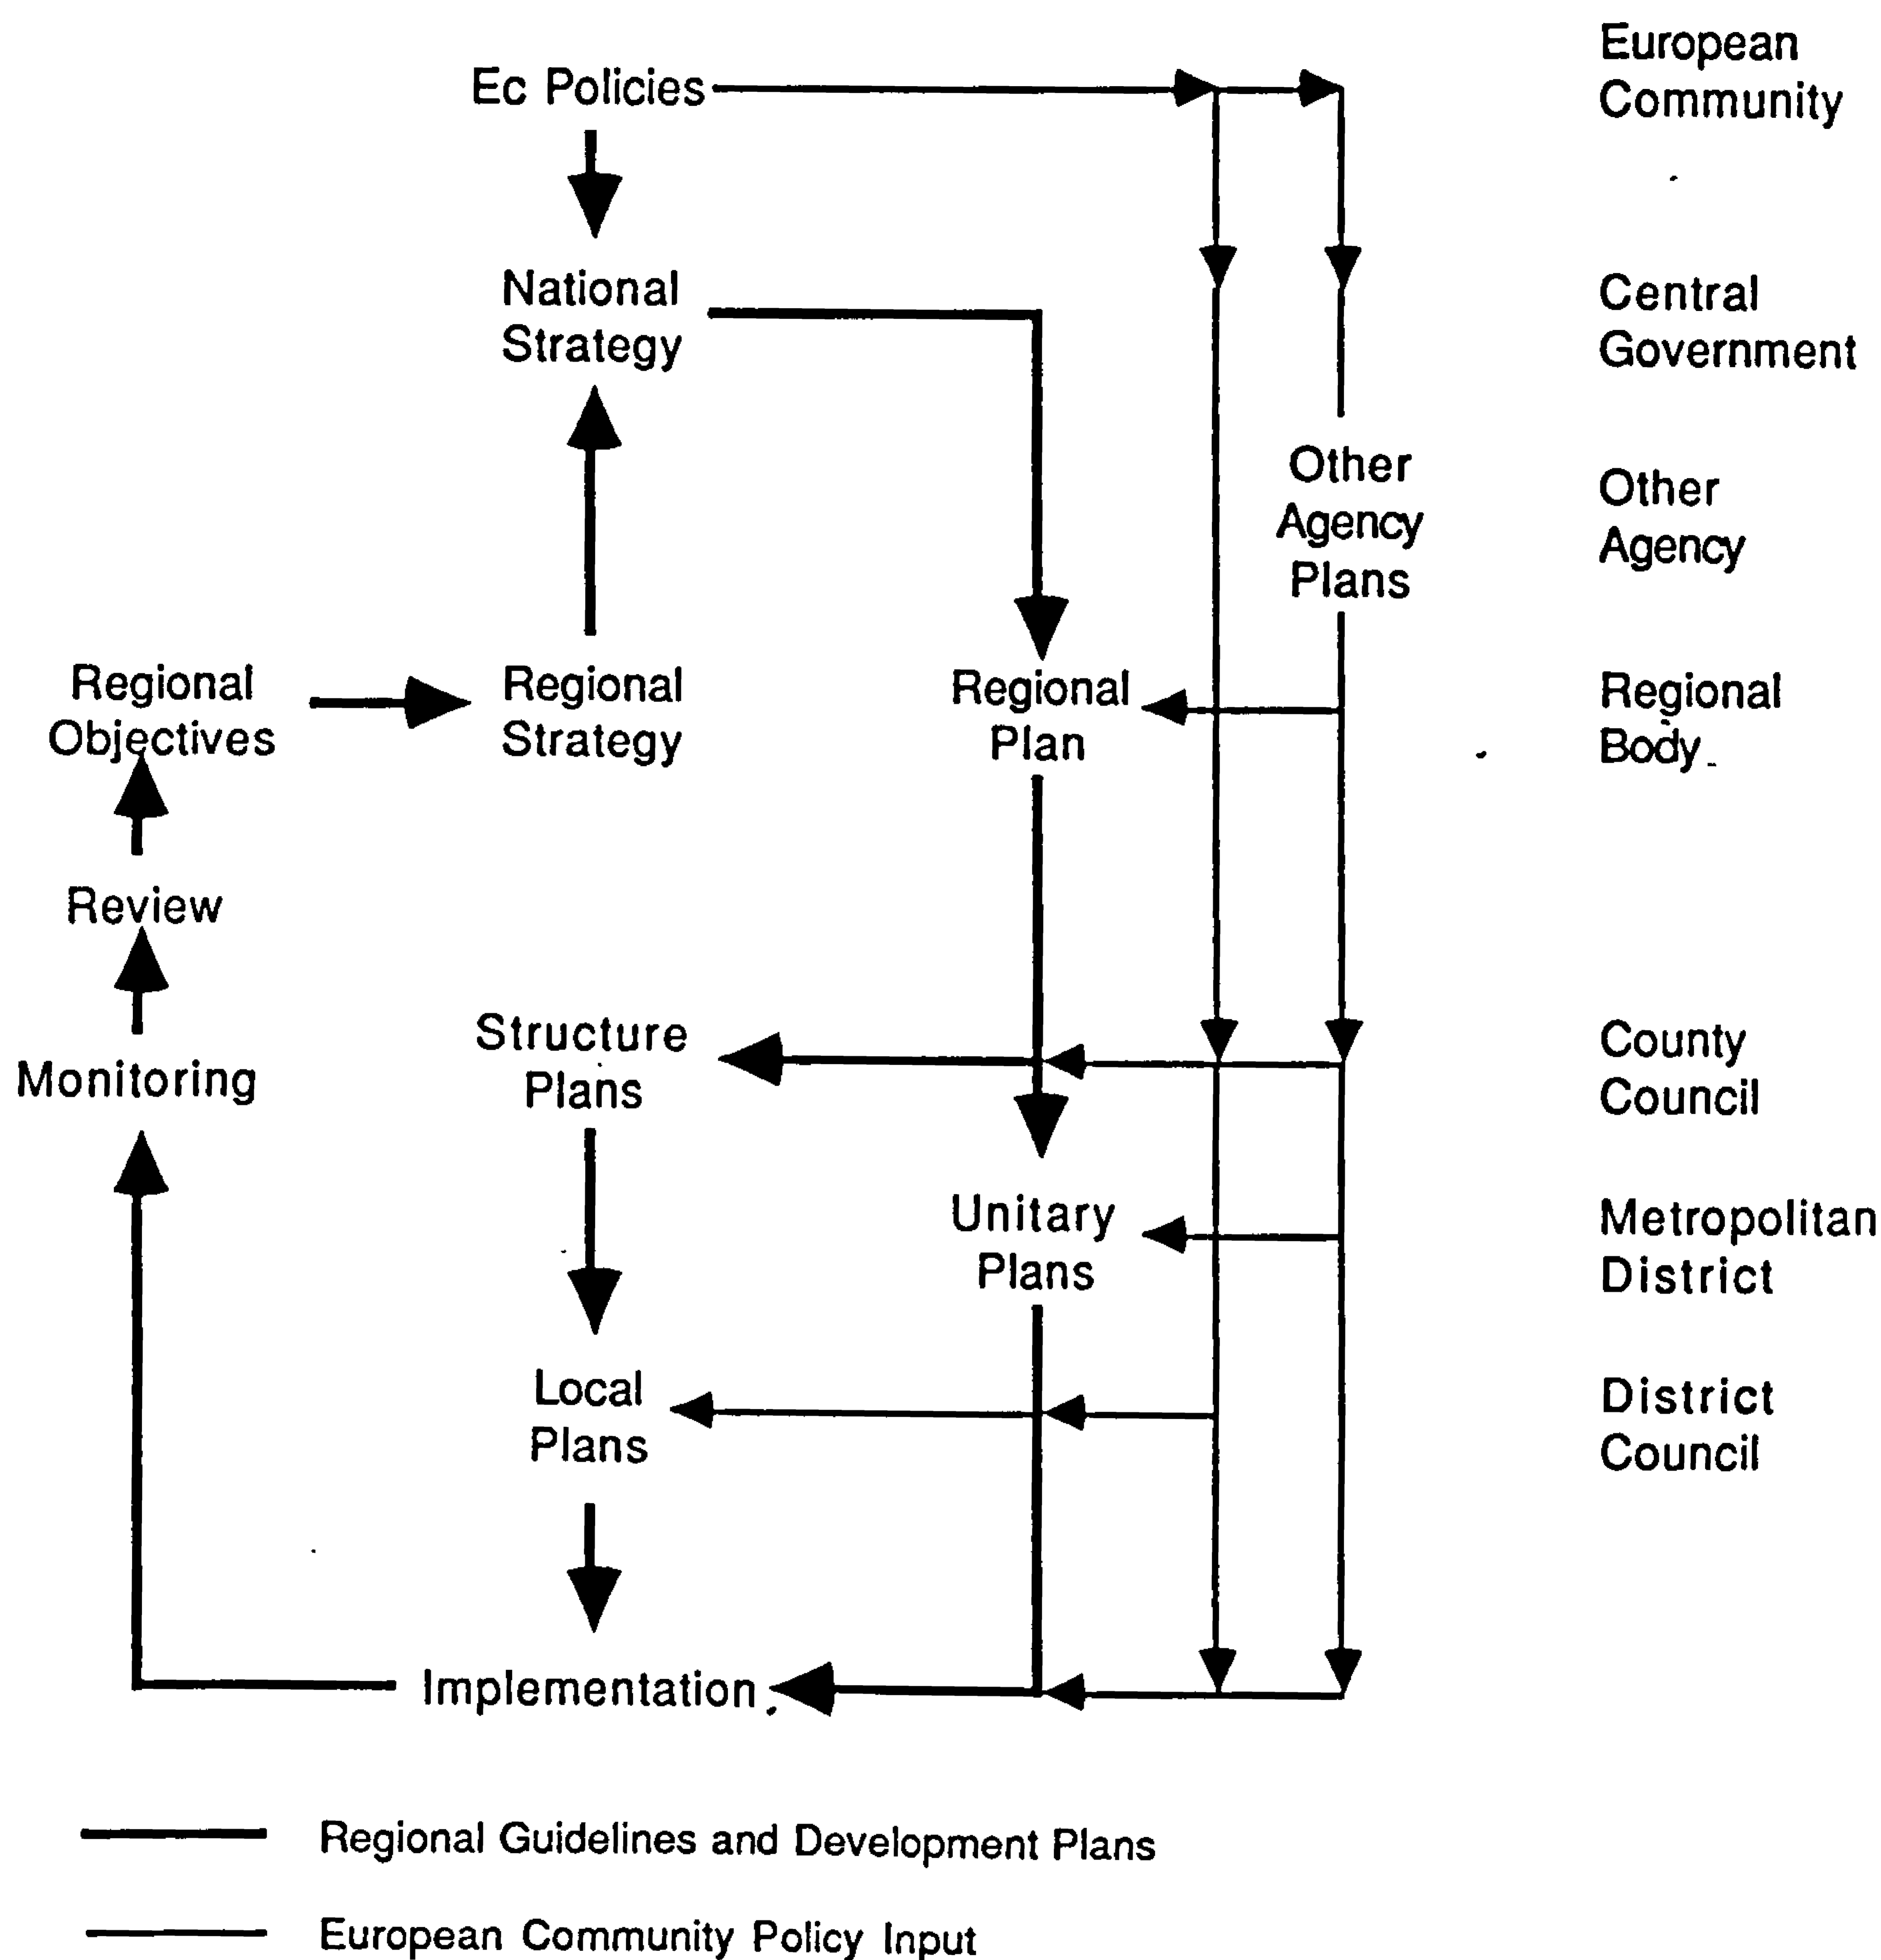 Ec Policies
European
Community
National
Strategy
Central
Government
Other
Agency
Plans
Other
Agency
Regional
Objectives
Regional
Strategy
Regional
Plan
Regional
Body
Review
Monitoring
Structure
Plans
County
Council
Unitary
Plans
Metropolitan
District
Local
Plans
District
Council
Implementation
Regional Guidelines and Development Plans
European Community Policy Input